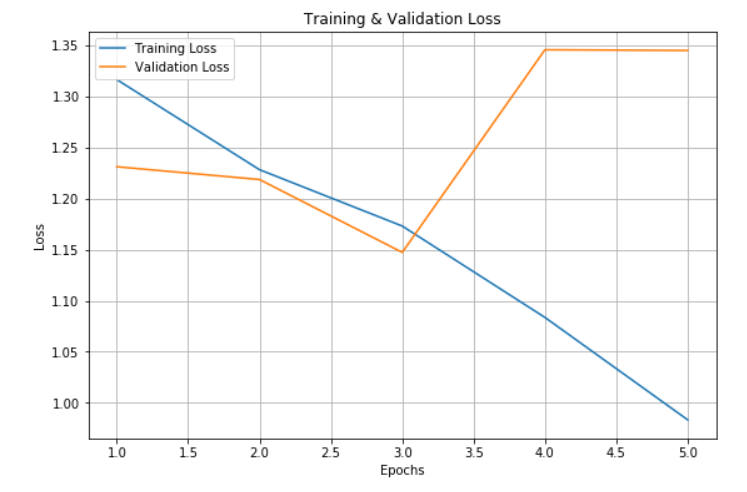 Training & Validation Loss
Training Loss
Validation Loss
1.35
1.30
1.25
1.20
1.15
1.10
1.05
1.00
Loss
1.0 1.5 2.0 2.5 3.0 3.5 4.0 4.5 5.0
Epochs